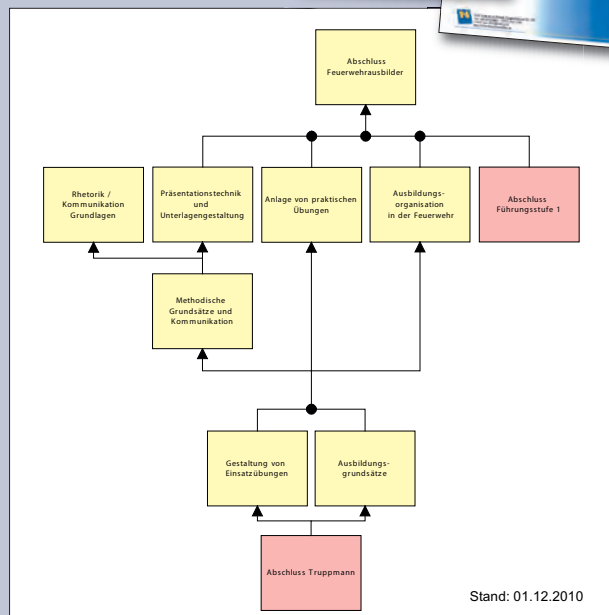 Abschluss
Feuerwehrausbilder
Rhetorik /
Kommunikation
Grundlagen
Präsentationstechnik
und
Unterlagengestaltung
Anlage von praktischen
Übungen
Ausbildungs-
organisation
in der Feuerwehr
Abschluss
Führungsstufe 1
Methodische
Grundsätze und
Kommunikation
Gestaltung von
Einsatzübungen
Ausbildungs-
grundsätze
Abschluss Truppmann
Stand: 01.12.2010